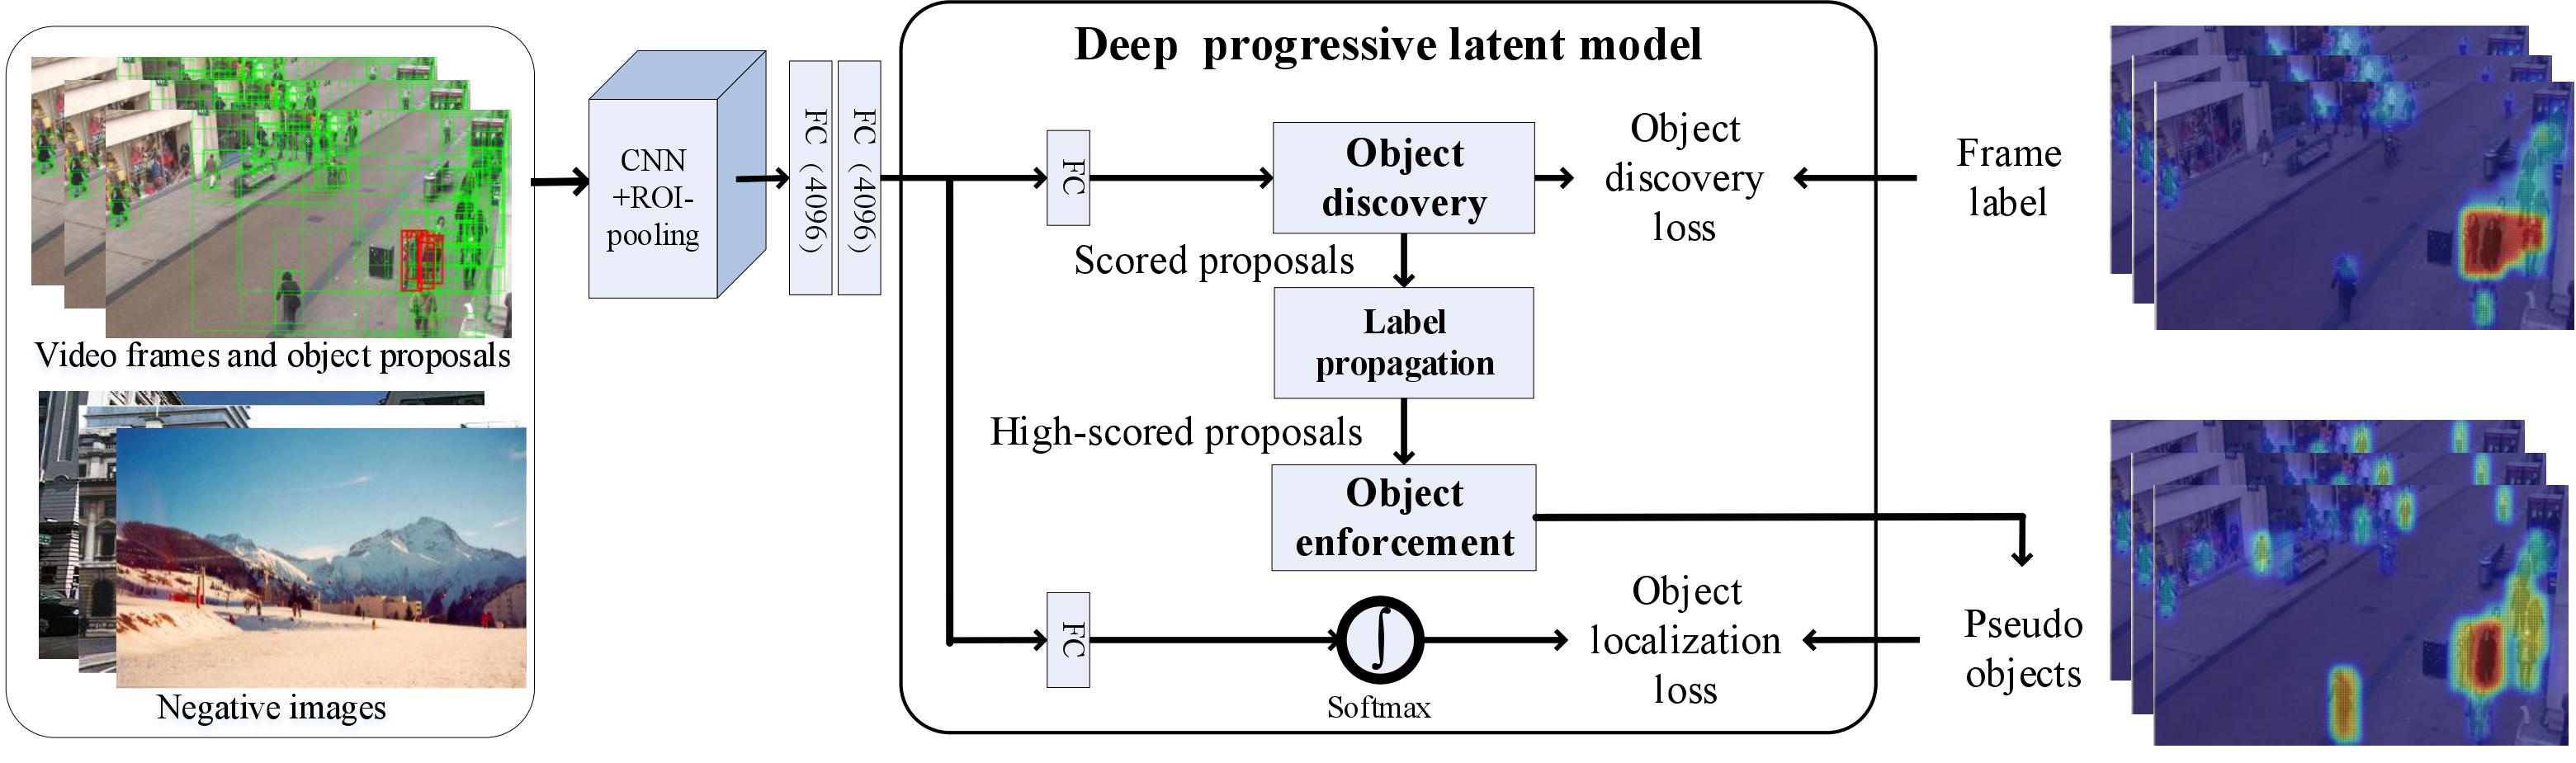 Deep progressive latent model
Video frames and object proposals
Negative images
CNN
+ROI-
pooling
FC（4096）
FC（4096）
FC
Object
discovery
Object
discovery
loss
Frame
label
Scored proposals
Label
propagation
High-scored proposals
Object
enforcement
FC
Softmax
Object
localization
loss
Pseudo
objects